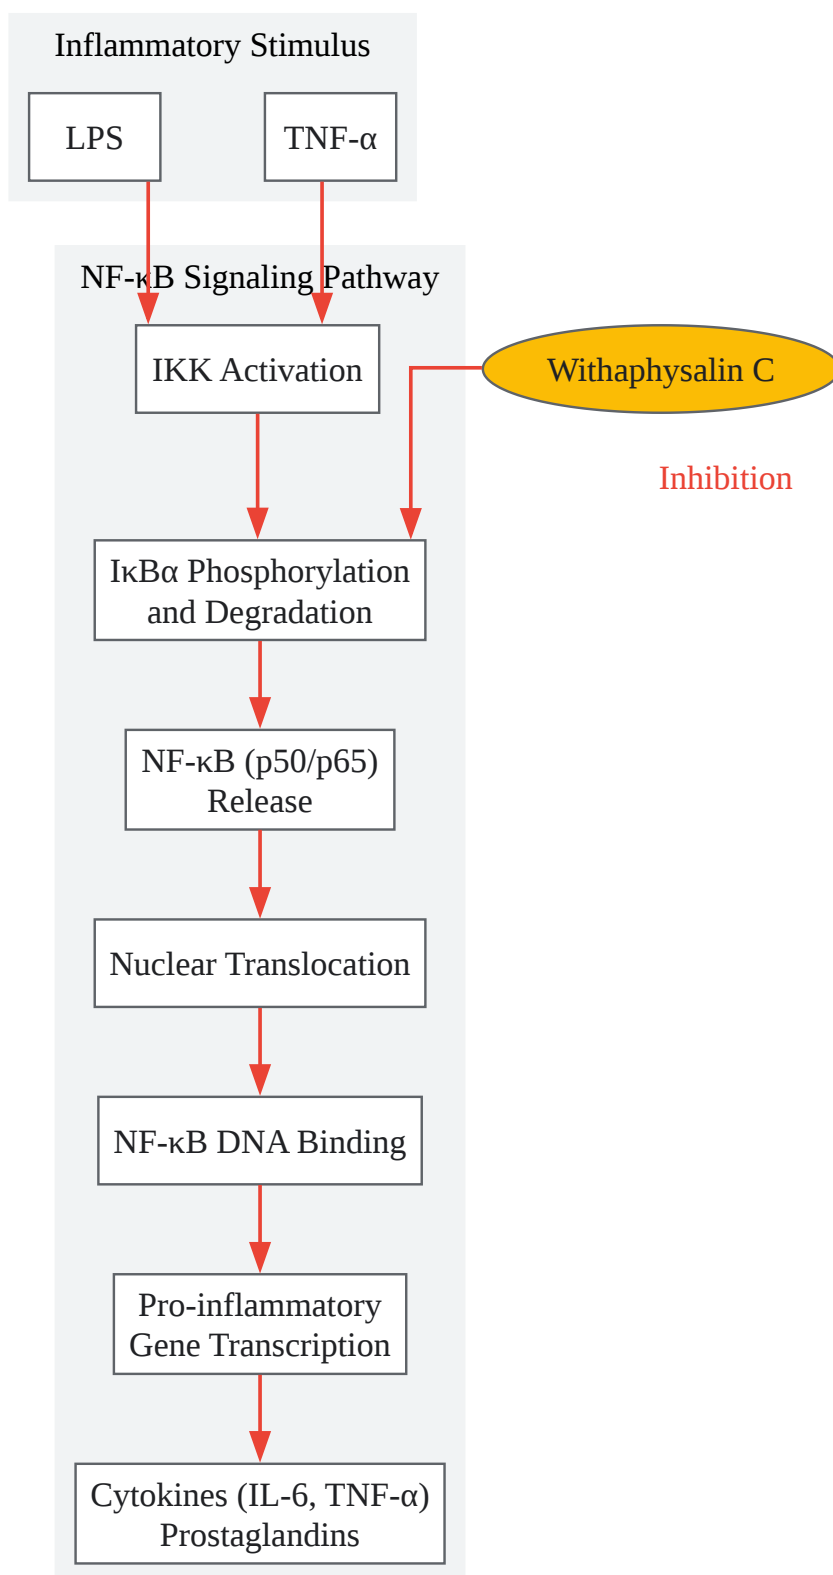 Inflammatory Stimulus
LPS
TNF-α
NF-κB Signaling Pathway
IKK Activation
Withaphysalin C
Inhibition
IκBα Phosphorylation
and Degradation
NF-κB (p50/p65)
Release
Nuclear Translocation
NF-κB DNA Binding
Pro-inflammatory
Gene Transcription
Cytokines (IL-6, TNF-α)
Prostaglandins